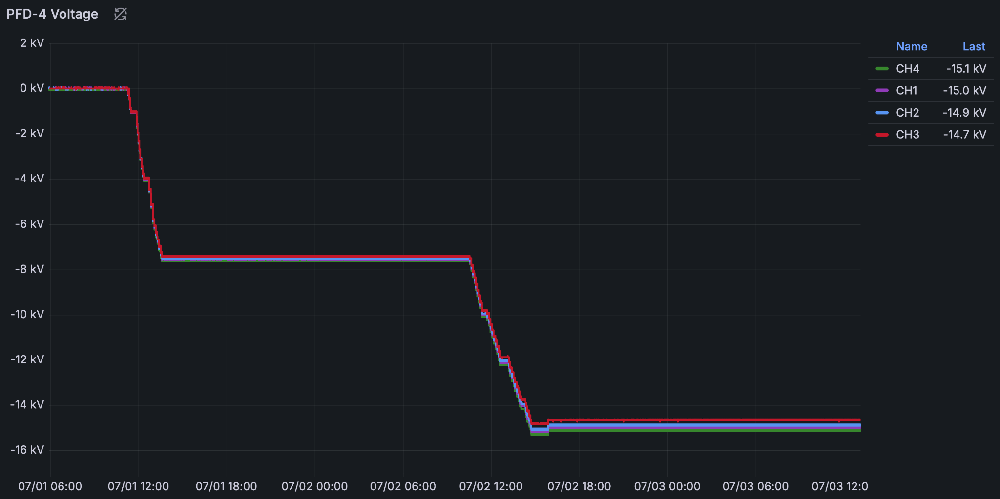 PFD-4 Voltage
2 kV
0 kV
-2 kV
-4 kV
-6 kV
-8 kV
-10 kV
-12 kV
-14 kV
-16 kV
07/01 06:00 07/01 12:00 07/01 18:00 07/02 00:00 07/02 06:00 07/02 12:00 07/02 18:00 07/03 00:00 07/03 06:00 07/03 12:0
Name Last
CH4 -15.1 kV
CH1 -15.0 kV
CH2 -14.9 kV
CH3 -14.7 kV